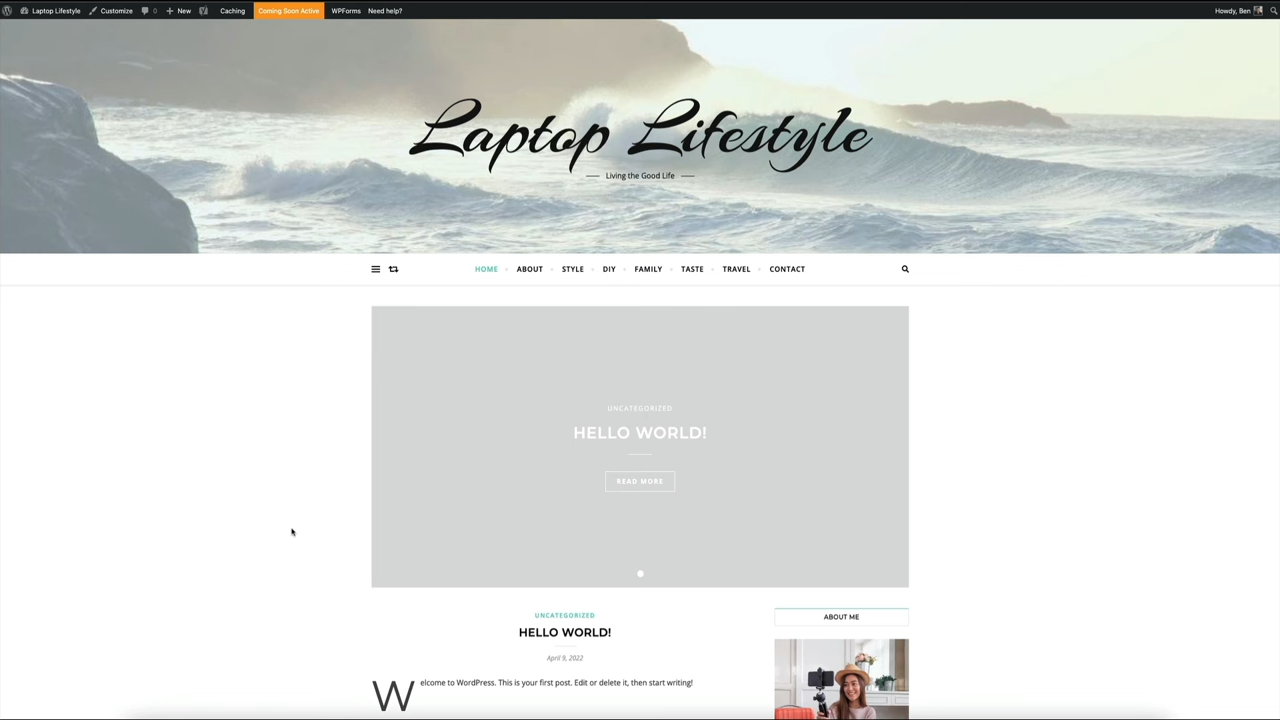 Laptop Lifestyle Customize 0 New Caching Coming Soon Active WPForms Need help? Howdy, Ben
Laptop Lifestyle
Living the Good Life
HOME ABOUT STYLE DIY FAMILY TASTE TRAVEL CONTACT
UNCATEGORIZED
HELLO WORLD!
READ MORE
UNCATEGORIZED
HELLO WORLD!
April 9, 2022
Welcome to WordPress. This is your first post. Edit or delete it, then start writing!
ABOUT ME